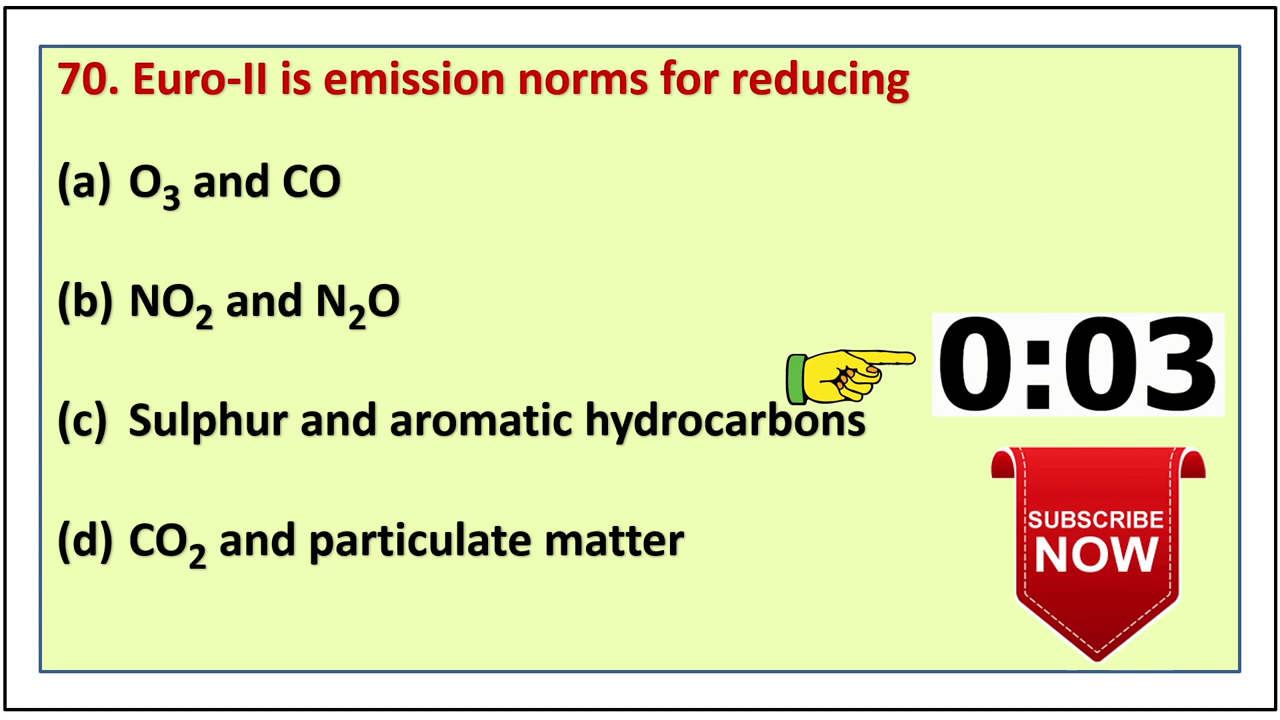 70. Euro-II is emission norms for reducing
(a) O₃ and CO
(b) NO₂ and N₂O
0:03
(c) Sulphur and aromatic hydrocarbons
SUBSCRIBE
NOW
(d) CO₂ and particulate matter